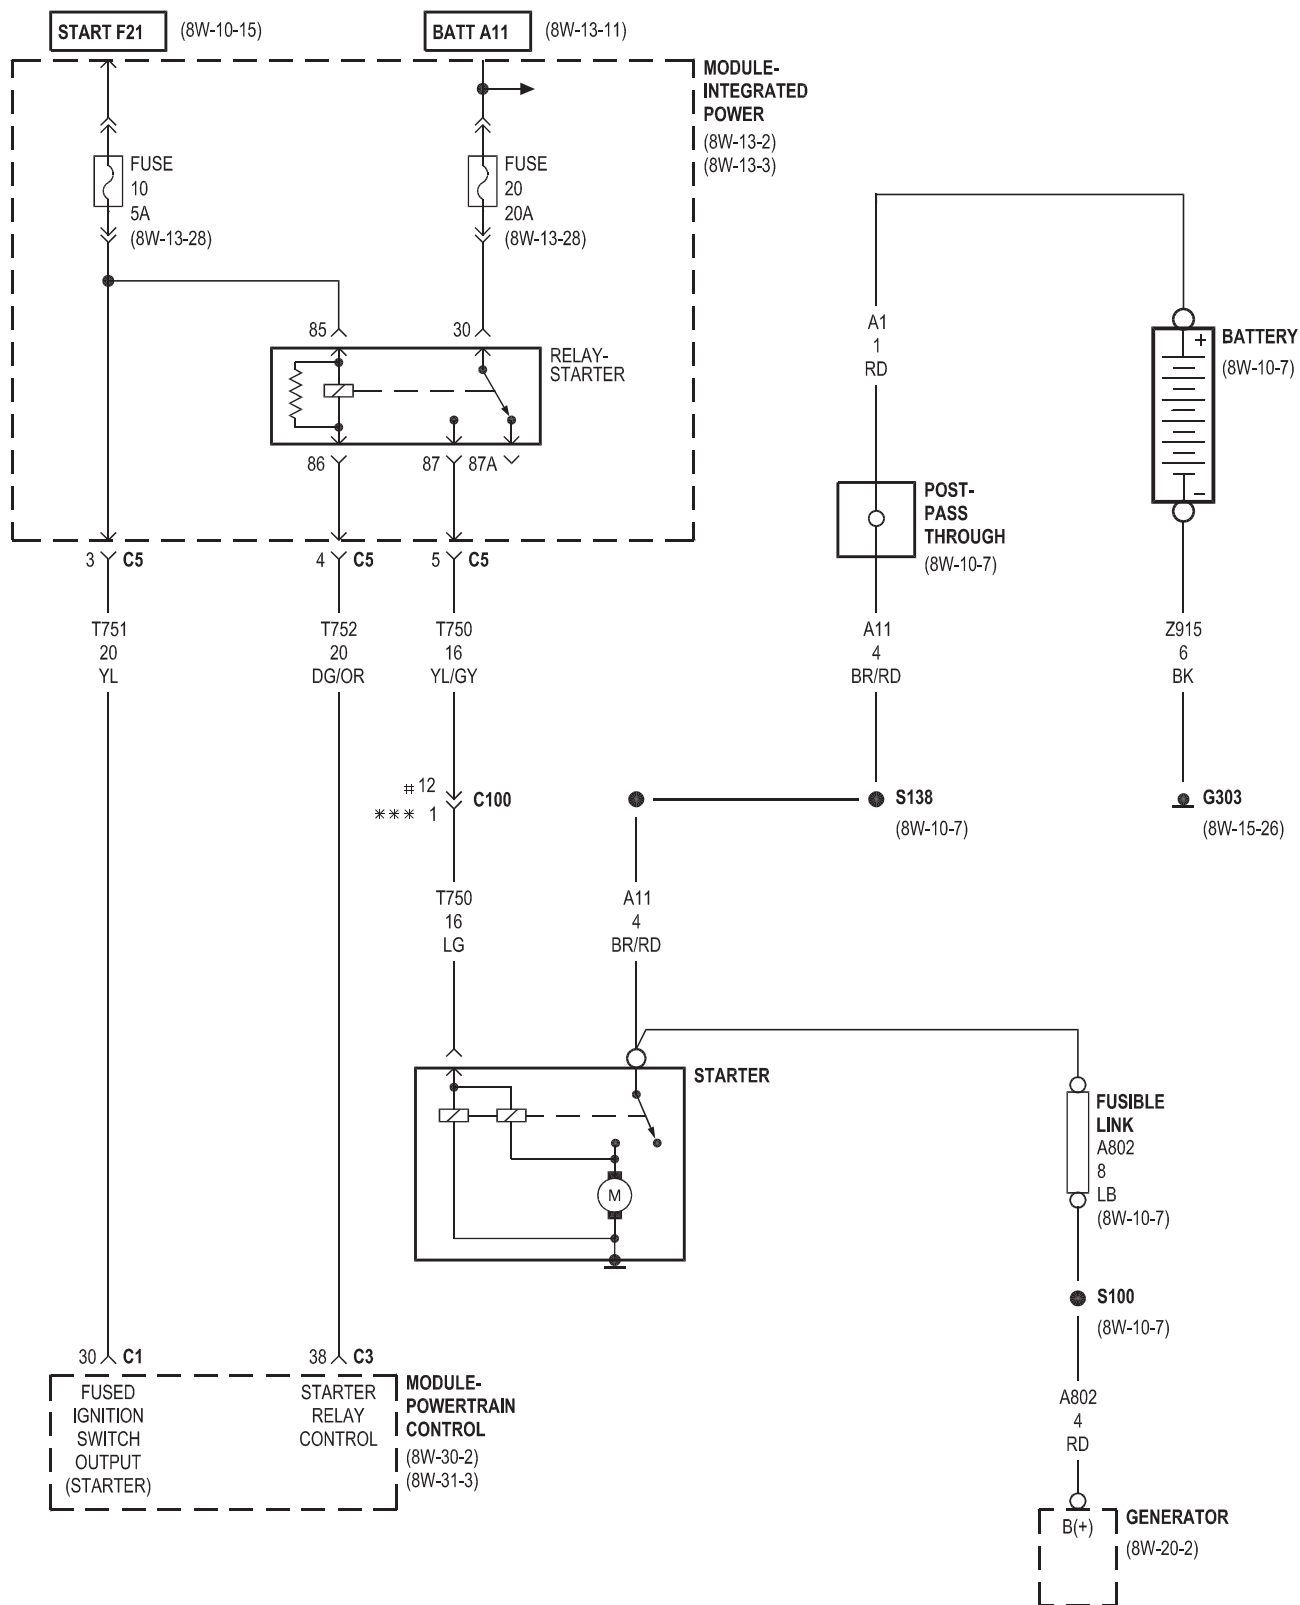 START F21
(8W-10-15)
BATT A11
(8W-13-11)
MODULE-
INTEGRATED
POWER
(8W-13-2)
(8W-13-3)
FUSE
10
5A
(8W-13-28)
FUSE
20
20A
(8W-13-28)
85
30
RELAY-
STARTER
86
87
87A
A1
1
RD
+
BATTERY
(8W-10-7)
–
POST-
PASS
THROUGH
(8W-10-7)
3
C5
4
C5
5
C5
T751
20
YL
T752
20
DG/OR
T750
16
YL/GY
A11
4
BR/RD
Z915
6
BK
# 12
*** 1
C100
S138
(8W-10-7)
G303
(8W-15-26)
T750
16
LG
A11
4
BR/RD
STARTER
M
FUSIBLE
LINK
A802
8
LB
(8W-10-7)
S100
(8W-10-7)
30
C1
38
C3
FUSED
IGNITION
SWITCH
OUTPUT
(STARTER)
STARTER
RELAY
CONTROL
MODULE-
POWERTRAIN
CONTROL
(8W-30-2)
(8W-31-3)
A802
4
RD
B(+)
GENERATOR
(8W-20-2)